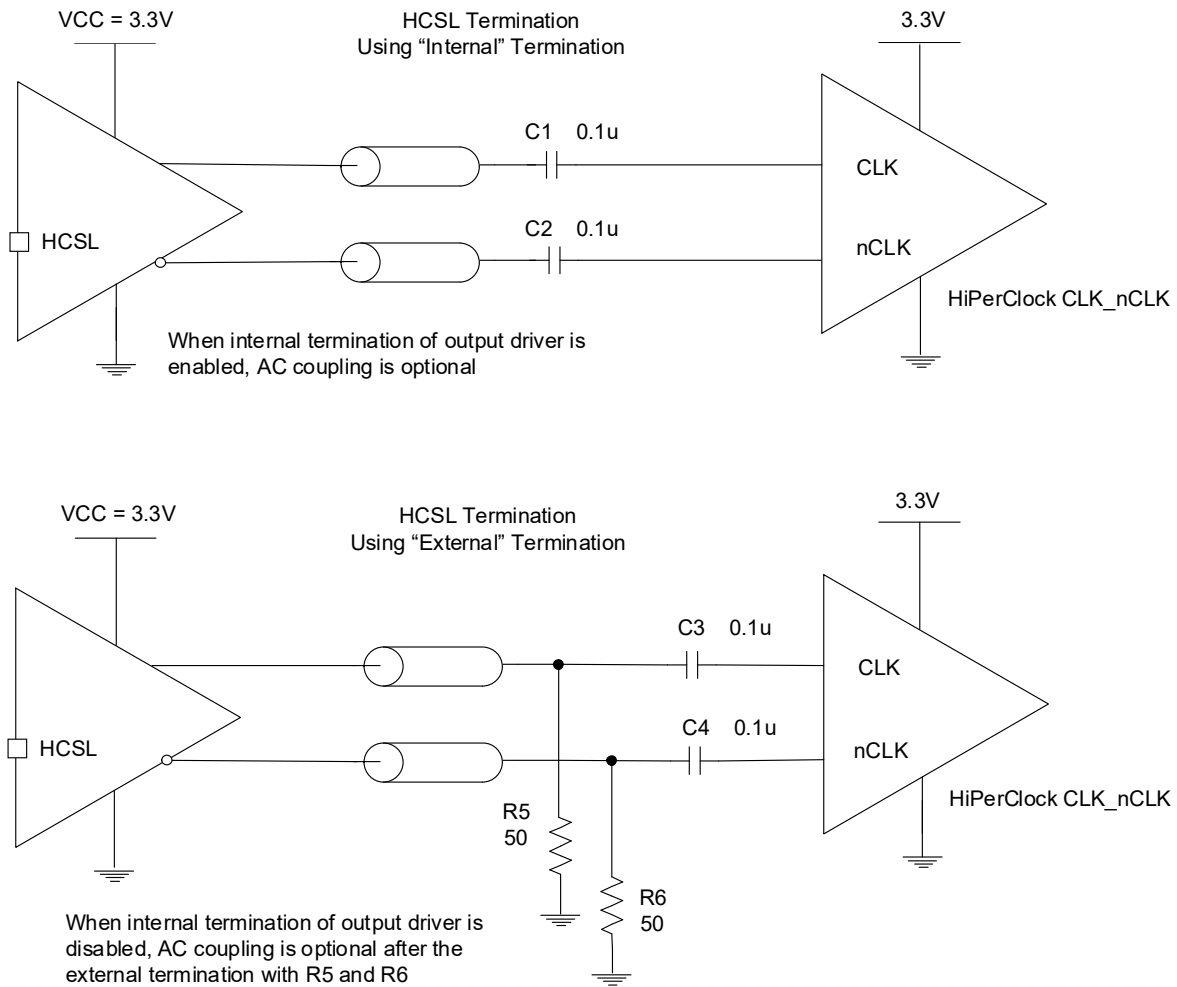 VCC = 3.3V
HCSL Termination
Using “Internal” Termination
3.3V
C1 0.1u
CLK
C2 0.1u
HCSL
nCLK
HiPerClock CLK_nCLK
When internal termination of output driver is
enabled, AC coupling is optional
VCC = 3.3V
HCSL Termination
Using “External” Termination
3.3V
C3 0.1u
CLK
C4 0.1u
HCSL
nCLK
HiPerClock CLK_nCLK
R5
50
R6
50
When internal termination of output driver is
disabled, AC coupling is optional after the
external termination with R5 and R6